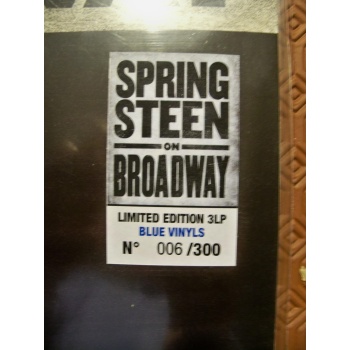 SPRING
STEEN
ON
BROADWAY
LIMITED EDITION 3LP
BLUE VINYLS
N° 006 /300